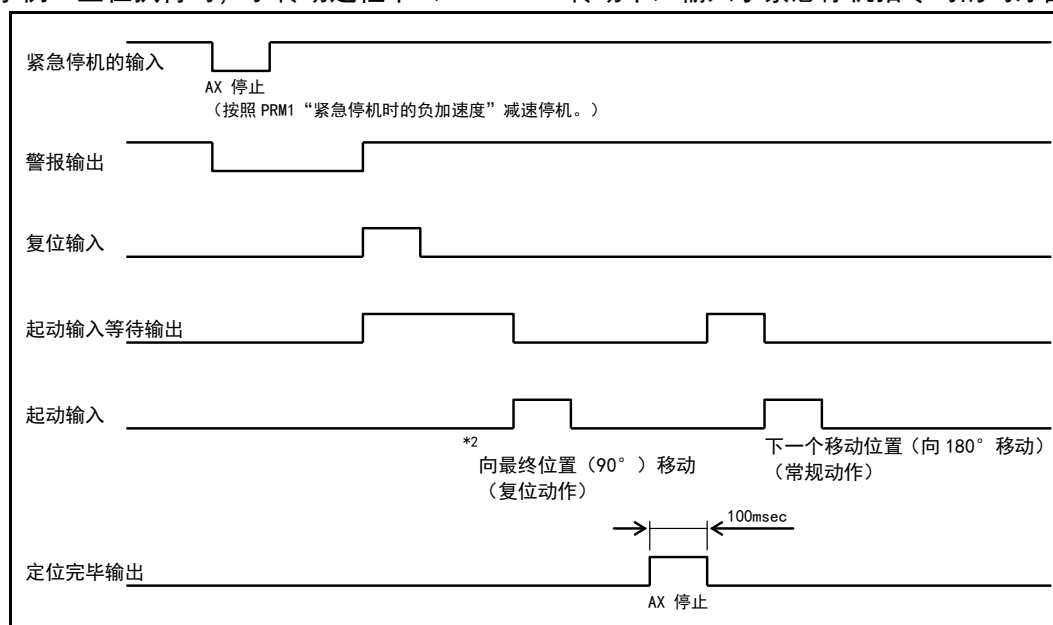 紧急停机的输入
AX 停止
（按照 PRM1“紧急停机时的负加速度”减速停机。）
警报输出
复位输入
起动输入等待输出
起动输入
*2
向最终位置（90°）移动
（复位动作）
下一个移动位置（向 180°移动）
（常规动作）
100msec
定位完毕输出
AX 停止